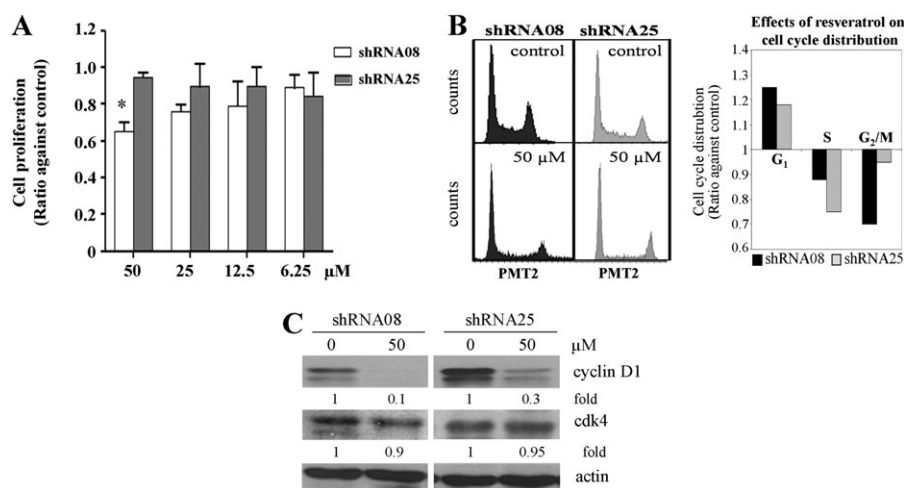 A
Cell proliferation
(Ratio against control)
1.2
1.0
0.8
0.6
0.4
0.2
0
*
shRNA08
shRNA25
50 25 12.5 6.25 μM
B
shRNA08 shRNA25
control control
counts
50 μM 50 μM
counts
PMT2 PMT2
Effects of resveratrol on
cell cycle distribution
Cell cycle distrubtion
(Ratio against control)
1.4
1.3
1.2
1.1
1
0.9
0.8
0.7
0.6
G1 S G2/M
shRNA08 shRNA25
C
shRNA08 shRNA25
0 50 0 50 μM
cyclin D1
1 0.1 1 0.3 fold
cdk4
1 0.9 1 0.95 fold
actin